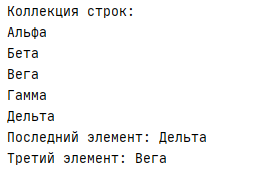 Коллекция строк:
Альфа
Бета
Вега
Гамма
Дельта
Последний элемент: Дельта
Третий элемент: Вега